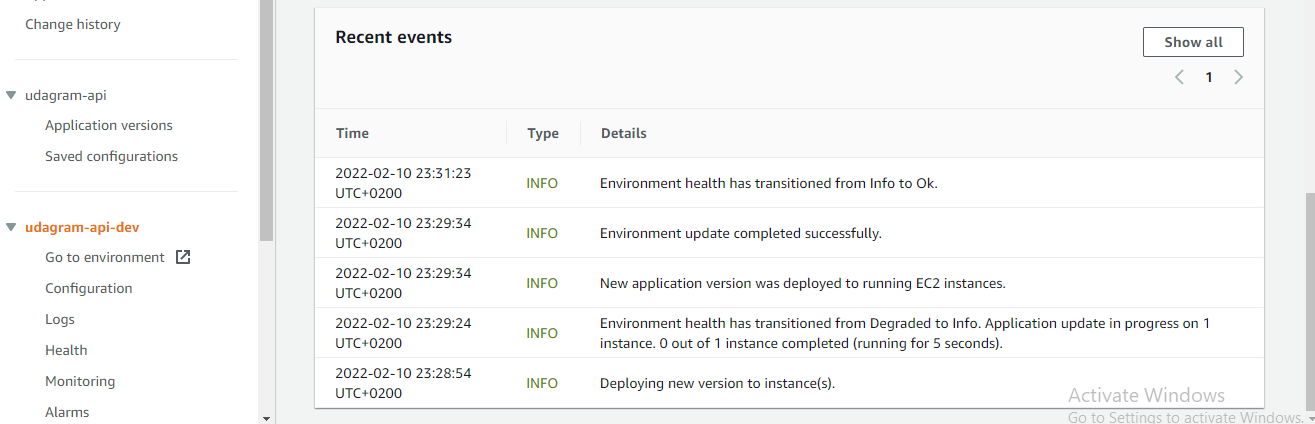 Change history
udagram-api
Application versions
Saved configurations
udagram-api-dev
Go to environment
Configuration
Logs
Health
Monitoring
Alarms
Recent events
Show all
1
Time Type Details
2022-02-10 23:31:23
UTC+0200
INFO
Environment health has transitioned from Info to Ok.
2022-02-10 23:29:34
UTC+0200
INFO
Environment update completed successfully.
2022-02-10 23:29:34
UTC+0200
INFO
New application version was deployed to running EC2 instances.
2022-02-10 23:29:24
UTC+0200
INFO
Environment health has transitioned from Degraded to Info. Application update in progress on 1
instance. 0 out of 1 instance completed (running for 5 seconds).
2022-02-10 23:28:54
UTC+0200
INFO
Deploying new version to instance(s).
Activate Windows
Go to Settings to activate Windows.